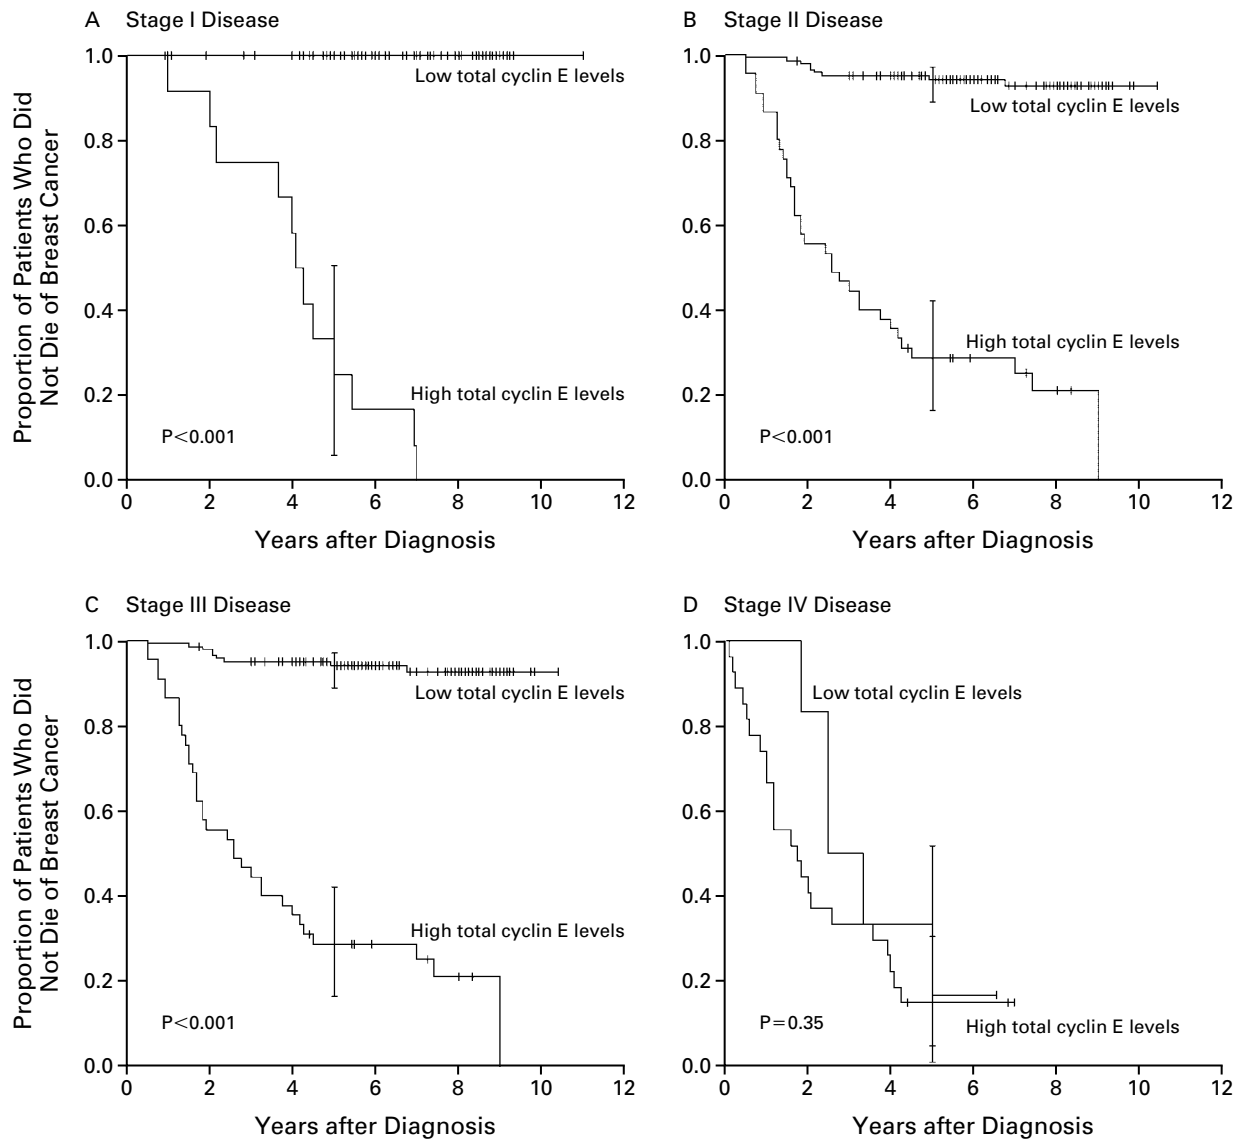 A Stage I Disease
1.0
0.8
0.6
0.4
0.2
0.0
Proportion of Patients Who Did
Not Die of Breast Cancer
Low total cyclin E levels
High total cyclin E levels
P<0.001
0 2 4 6 8 10 12
Years after Diagnosis
B Stage II Disease
1.0
0.8
0.6
0.4
0.2
0.0
Low total cyclin E levels
High total cyclin E levels
P<0.001
0 2 4 6 8 10 12
Years after Diagnosis
C Stage III Disease
1.0
0.8
0.6
0.4
0.2
0.0
Proportion of Patients Who Did
Not Die of Breast Cancer
Low total cyclin E levels
High total cyclin E levels
P<0.001
0 2 4 6 8 10 12
Years after Diagnosis
D Stage IV Disease
1.0
0.8
0.6
0.4
0.2
0.0
Low total cyclin E levels
P=0.35
High total cyclin E levels
0 2 4 6 8 10 12
Years after Diagnosis